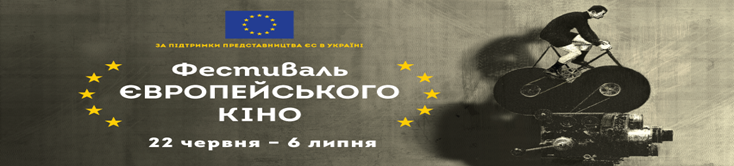 ЗА ПІДТРИМКИ ПРЕДСТАВНИЦТВА ЄС В УКРАЇНІ
Фестиваль
ЄВРОПЕЙСЬКОГО
КІНО
22 червня – 6 липня